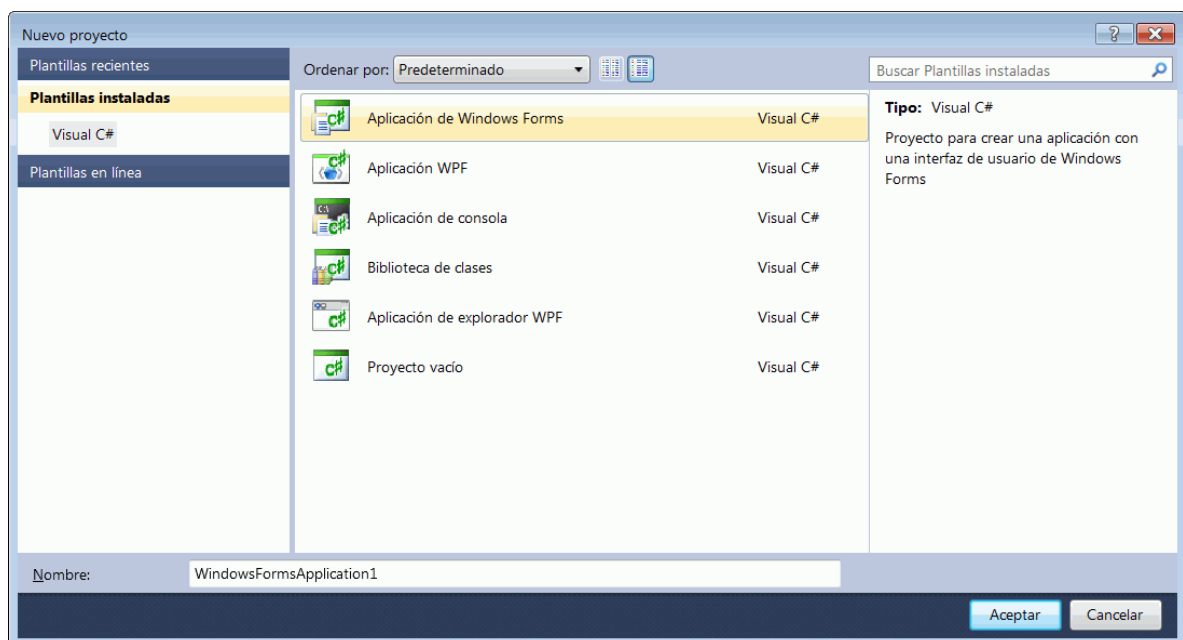 Nuevo proyecto
Plantillas recientes
Plantillas instaladas
Visual C#
Plantillas en línea
Ordenar por: Predeterminado
Buscar Plantillas instaladas
Aplicación de Windows Forms Visual C#
Aplicación WPF Visual C#
Aplicación de consola Visual C#
Biblioteca de clases Visual C#
Aplicación de explorador WPF Visual C#
Proyecto vacío Visual C#
Tipo: Visual C#
Proyecto para crear una aplicación con
una interfaz de usuario de Windows
Forms
Nombre: WindowsFormsApplication1
Aceptar Cancelar